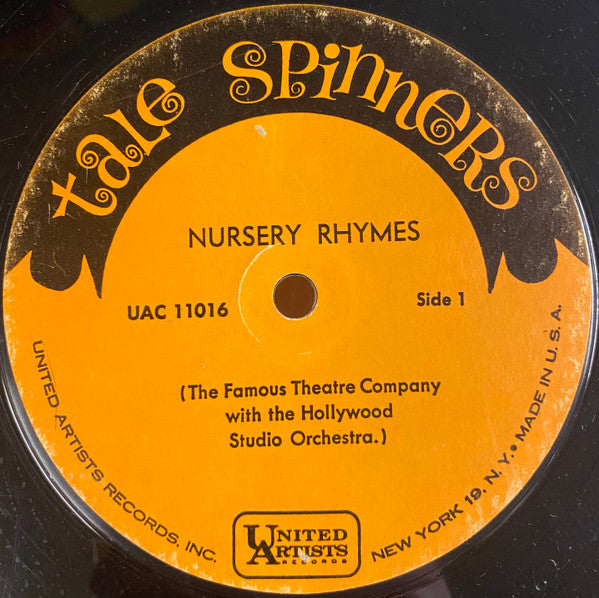 tale SPinneRS
NURSERY RHYMES
UAC 11016
Side 1
(The Famous Theatre Company
with the Hollywood
Studio Orchestra.)
UNITED ARTISTS RECORDS, INC.
NEW YORK 19, N. Y. • MADE IN U. S. A.
UNITED
ARTISTS
RECORDS